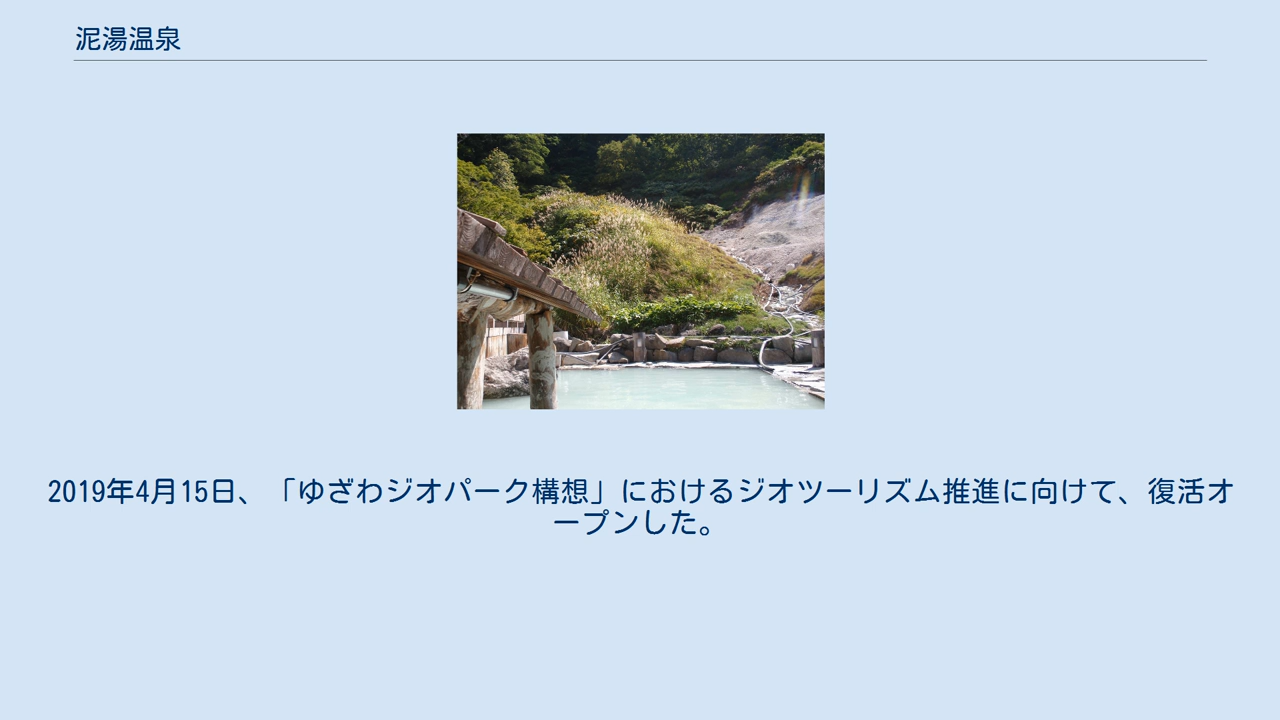 泥湯温泉
2019年4月15日、「ゆざわジオパーク構想」におけるジオツーリズム推進に向けて、復活オ
ープンした。